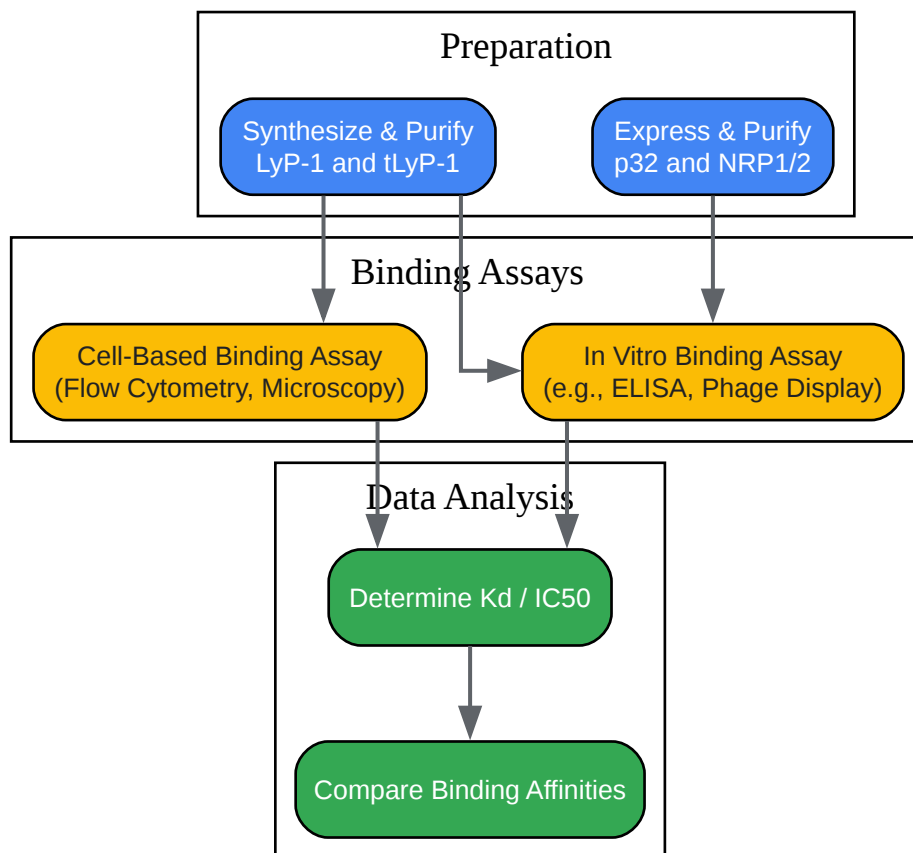 Preparation
Synthesize & Purify
LyP-1 and tLyP-1
Express & Purify
p32 and NRP1/2
Binding Assays
Cell-Based Binding Assay
(Flow Cytometry, Microscopy)
In Vitro Binding Assay
(e.g., ELISA, Phage Display)
Data Analysis
Determine Kd / IC50
Compare Binding Affinities